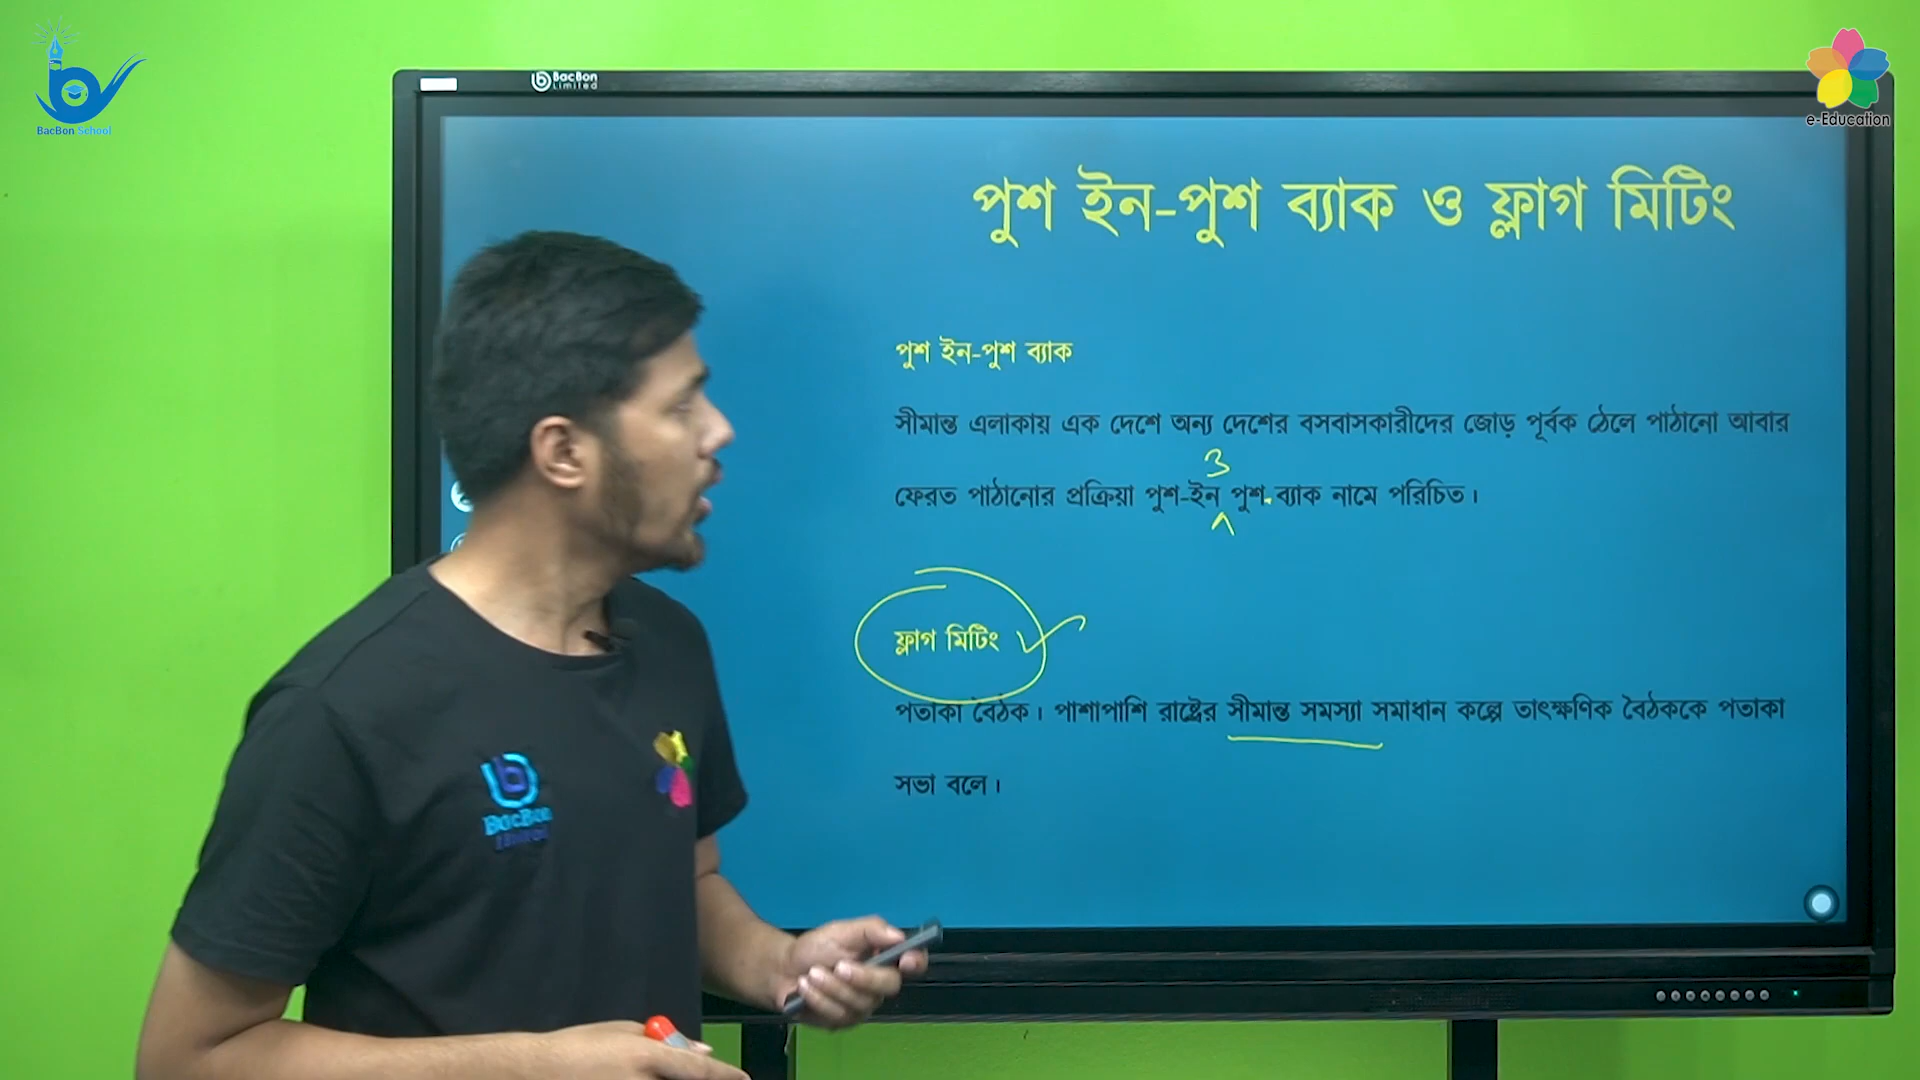 BacBon School
BacBon
Limited
e-Education
পুশ ইন-পুশ ব্যাক ও ফ্লাগ মিটিং
পুশ ইন-পুশ ব্যাক
সীমান্ত এলাকায় এক দেশে অন্য দেশের বসবাসকারীদের জোড় পূর্বক ঠেলে পাঠানো আবার
ও
ফেরত পাঠানোর প্রক্রিয়া পুশ-ইন পুশ-ব্যাক নামে পরিচিত।
ফ্লাগ মিটিং
পতাকা বৈঠক। পাশাপাশি রাষ্ট্রের সীমান্ত সমস্যা সমাধান কল্পে তাৎক্ষণিক বৈঠককে পতাকা
সভা বলে।
BacBon
Limited